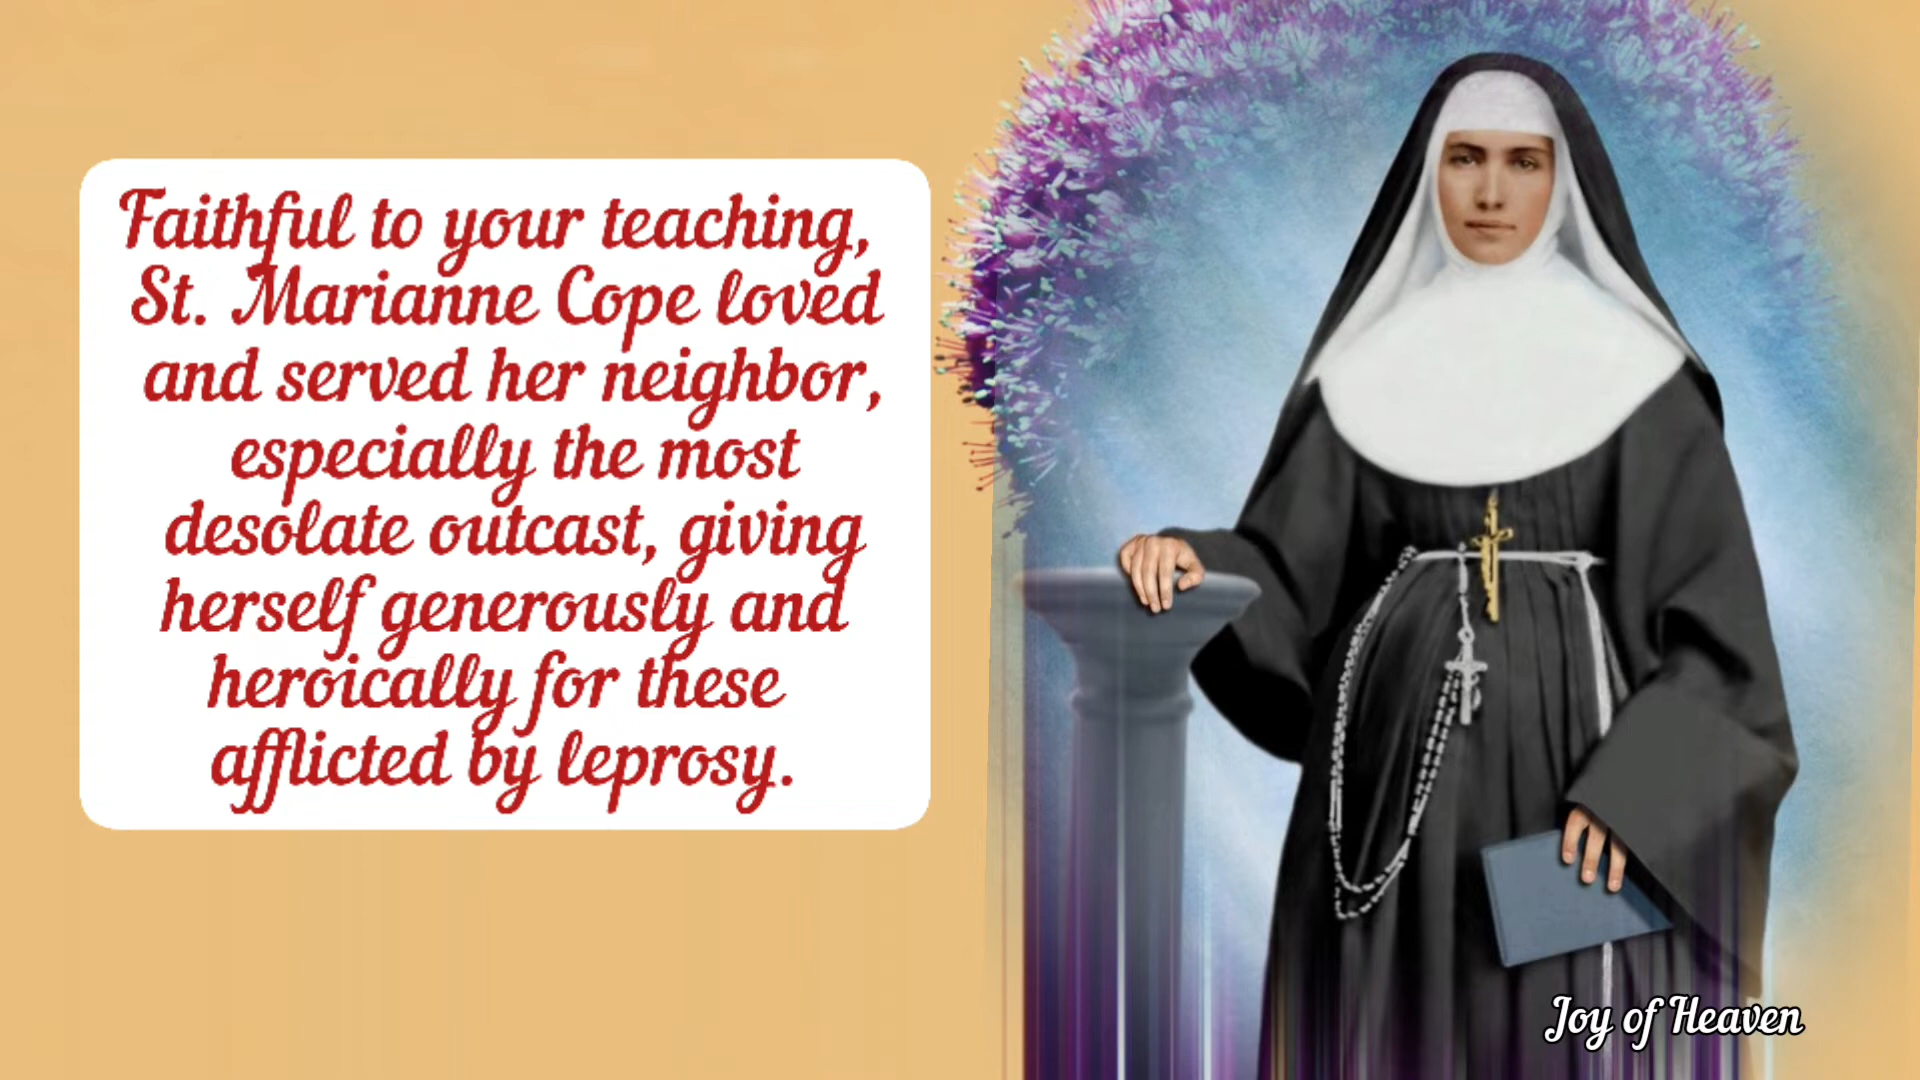 Faithful to your teaching,
St. Marianne Cope loved
and served her neighbor,
especially the most
desolate outcast, giving
herself generously and
heroically for these
afflicted by leprosy.
Joy of Heaven